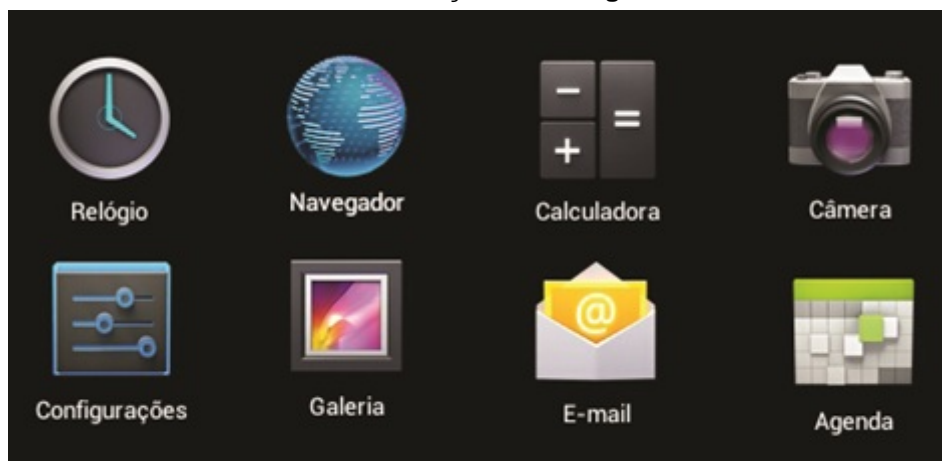 Relógio
Navegador
Calculadora
Câmera
Configurações
Galeria
E-mail
Agenda